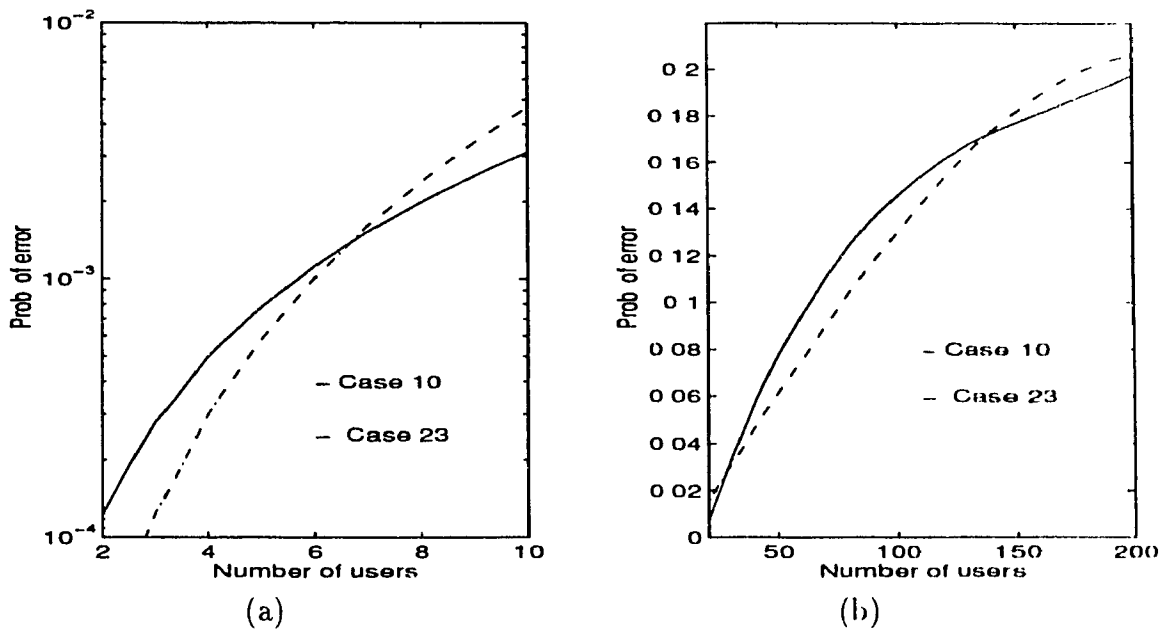 10⁻²
10⁻³
10⁻⁴
Prob of error
– Case 10
– Case 23
2 4 6 8 10
Number of users
(a)
0 2
0 18
0 16
0 14
0 12
0 1
0 08
0 06
0 04
0 02
0
Prob of error
– Case 10
– Case 23
50 100 150 200
Number of users
(b)